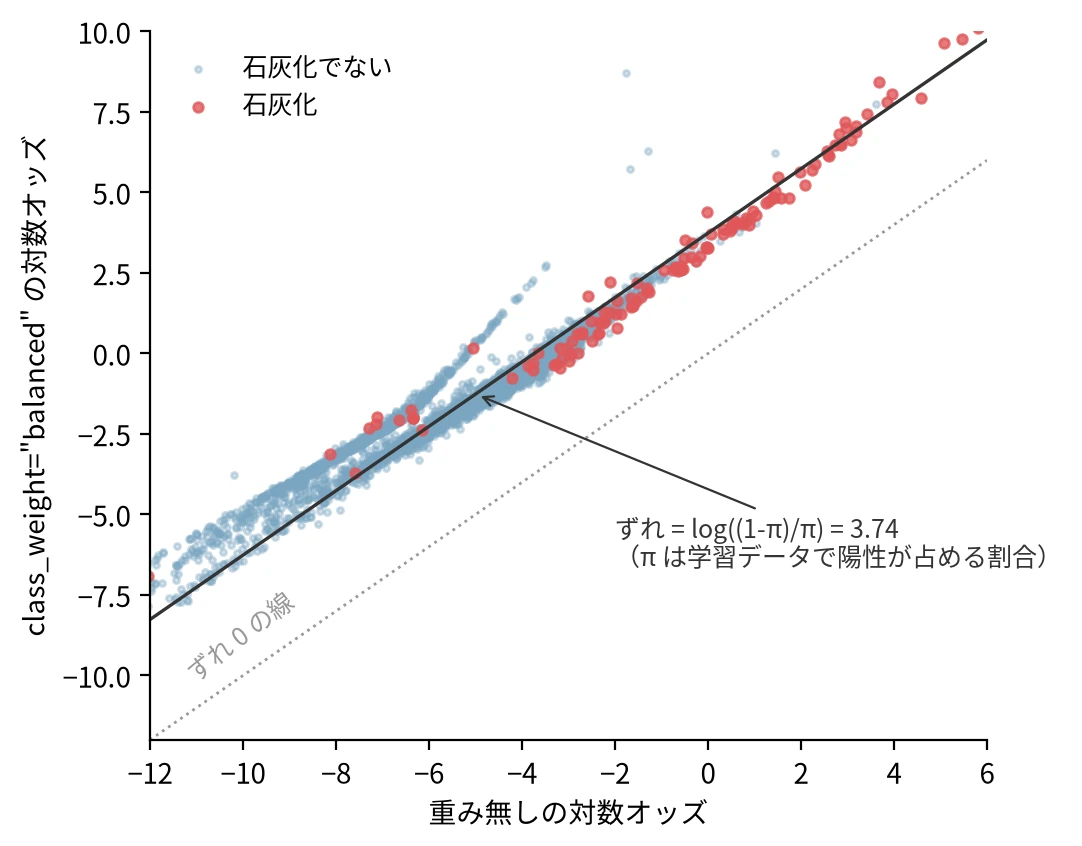 10.0
7.5
5.0
2.5
0.0
−2.5
−5.0
−7.5
−10.0
class_weight="balanced" の対数オッズ
石灰化でない
石灰化
ずれ = log((1-π)/π) = 3.74
（π は学習データで陽性が占める割合）
ずれ 0 の線
−12
−10
−8
−6
−4
−2
0
2
4
6
重み無しの対数オッズ